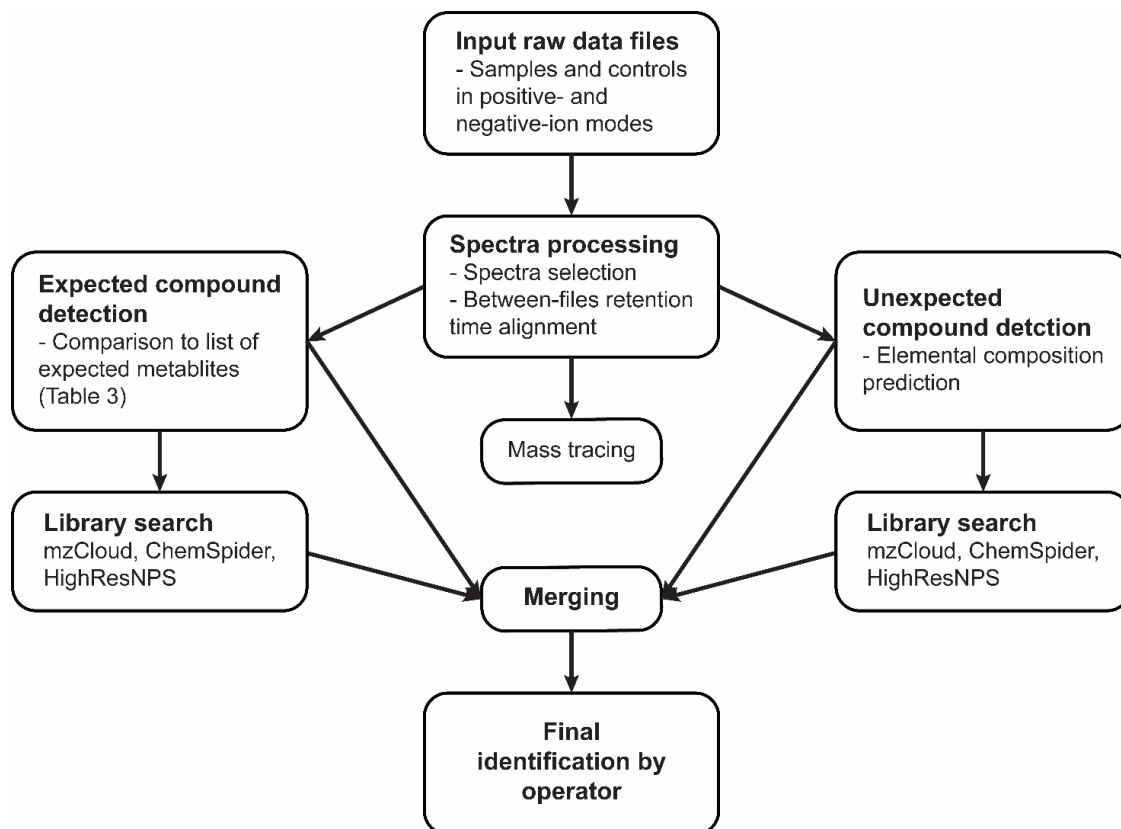 Input raw data files
- Samples and controls
in positive- and
negative-ion modes
Spectra processing
- Spectra selection
- Between-files retention
time alignment
Expected compound
detection
- Comparison to list of
expected metablites
(Table 3)
Unexpected
compound detction
- Elemental composition
prediction
Mass tracing
Library search
mzCloud, ChemSpider,
HighResNPS
Library search
mzCloud, ChemSpider,
HighResNPS
Merging
Final
identification by
operator